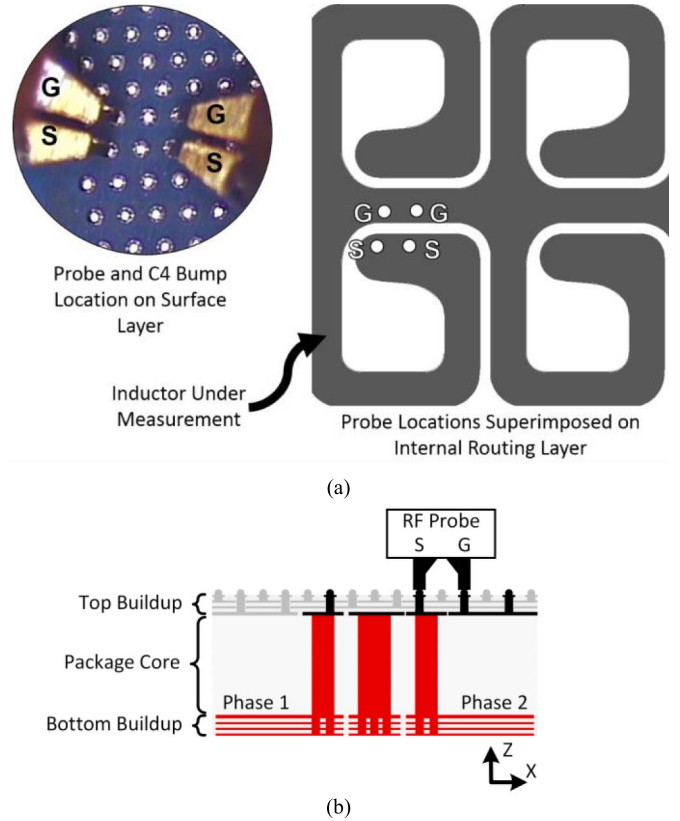 G
G
S
S
Probe and C4 Bump
Location on Surface
Layer
G G
S S
Inductor Under
Measurement
Probe Locations Superimposed on
Internal Routing Layer
(a)
RF Probe
S G
Top Buildup
Package Core
Phase 1 Phase 2
Bottom Buildup
Z
X
(b)